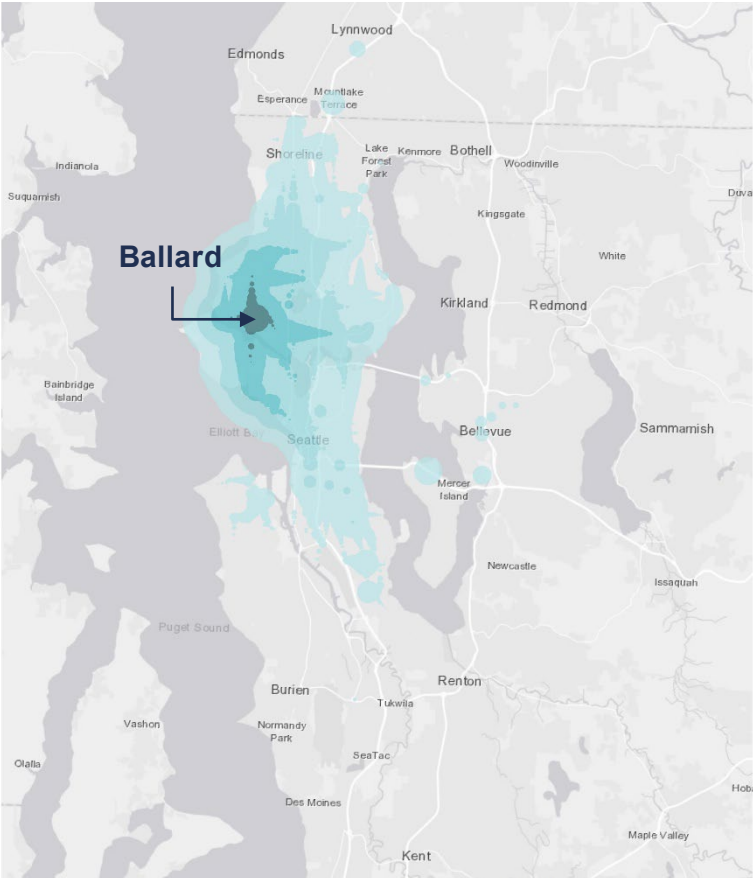 Lynnwood
Edmonds
Esperance
Mountlake
Terrace
Shoreline
Lake
Forest
Park
Kenmore
Bothell
Woodinville
Indianola
Suquamish
Kingsgate
Ballard
White
Kirkland
Redmond
Bainbridge
Island
Elliott Bay
Seattle
Bellevue
Sammamish
Mercer
Island
Newcastle
Issaquah
Puget Sound
Burien
Renton
Tukwila
Vashon
Normandy
Park
SeaTac
Olalla
Des Moines
Maple Valley
Kent